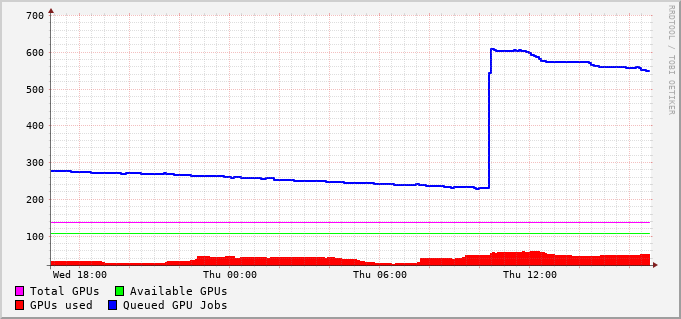 700
600
500
400
300
200
100
Wed 18:00 Thu 00:00 Thu 06:00 Thu 12:00
Total GPUs Available GPUs
GPUs used Queued GPU Jobs
RRDTOOL / TOBI OETIKER